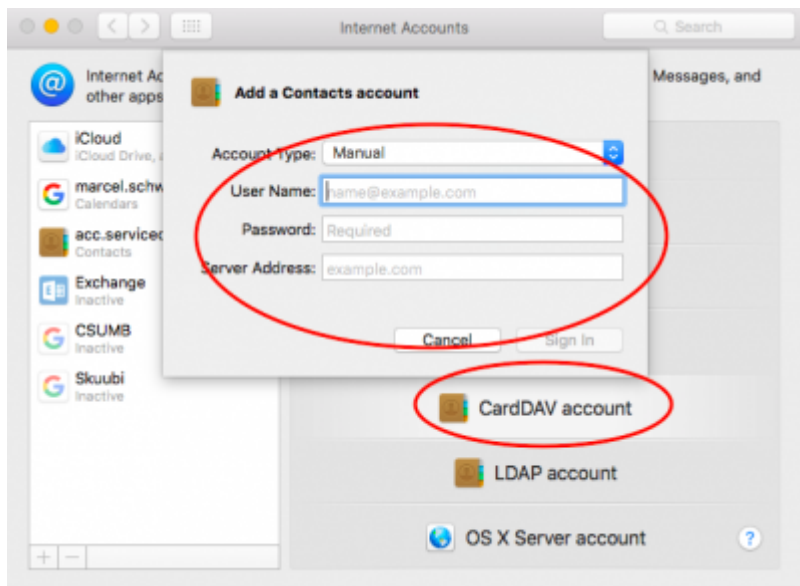 Internet Accounts
Search
Internet Ac
other apps
Messages, and
Add a Contacts account
Account Type: Manual
User Name: name@example.com
Password: Required
Server Address: example.com
Cancel
Sign In
iCloud
iCloud Drive, a
marcel.schw
Calendars
acc.servicec
Contacts
Exchange
Inactive
CSUMB
Inactive
Skuubi
Inactive
CardDAV account
LDAP account
OS X Server account
?
+
−